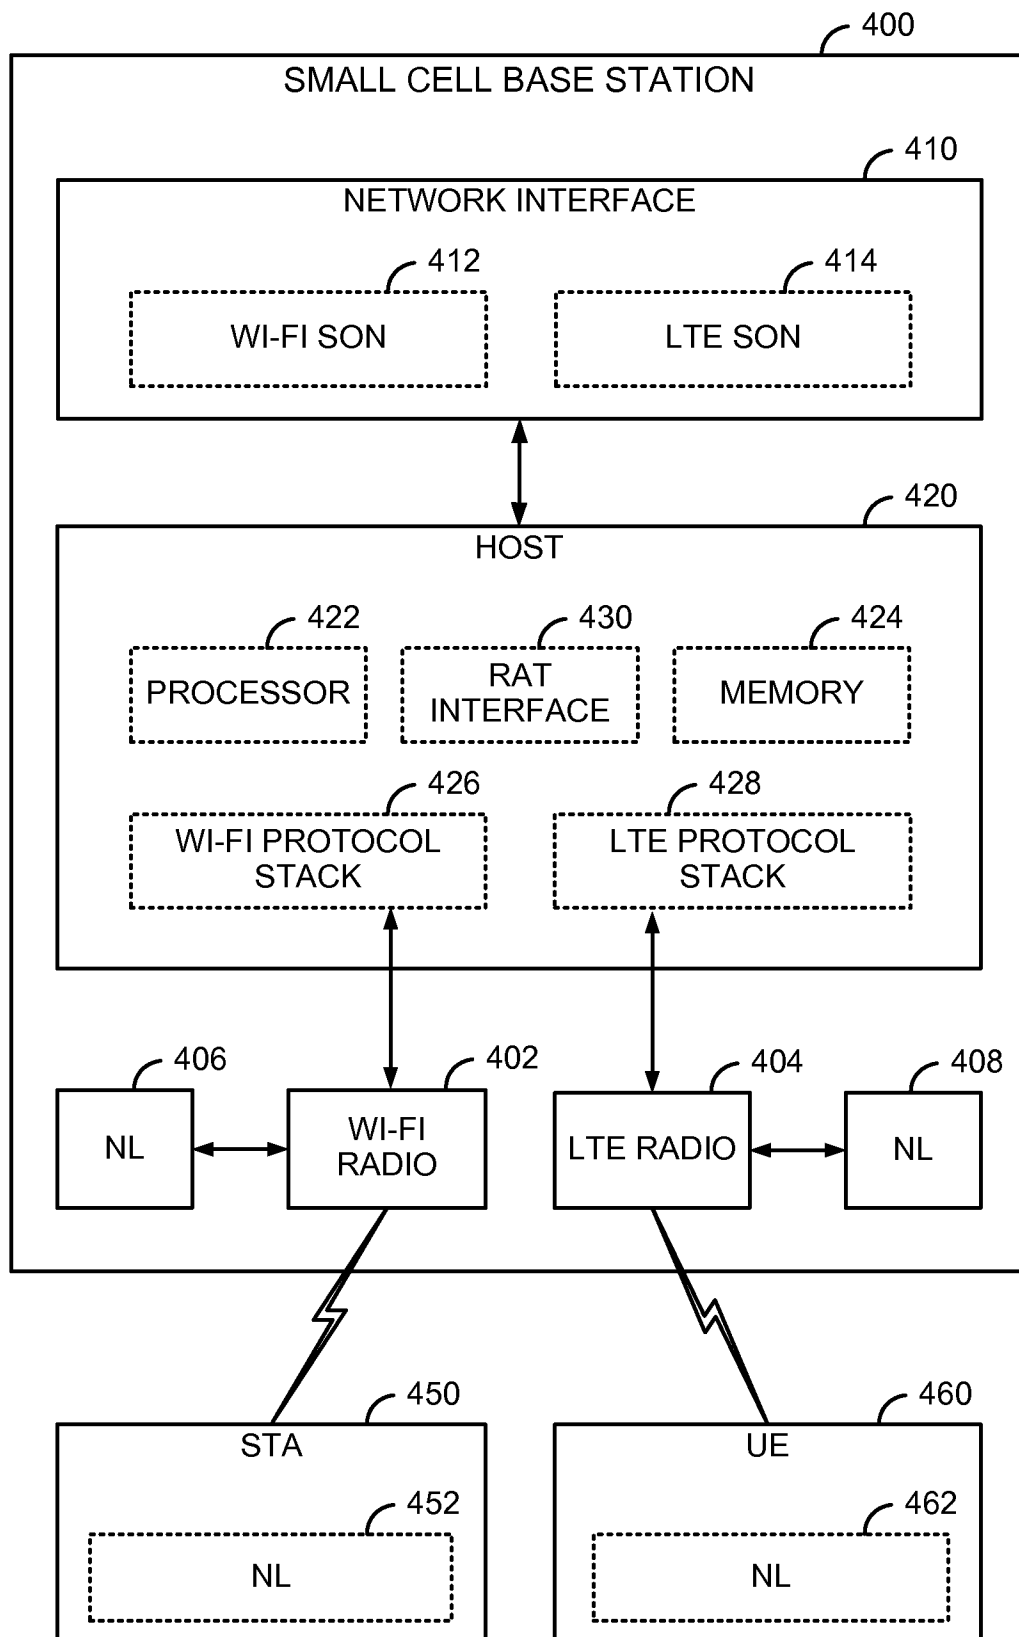 400
SMALL CELL BASE STATION
410
NETWORK INTERFACE
412
414
WI-FI SON
LTE SON
420
HOST
422
430
424
PROCESSOR
RAT
INTERFACE
MEMORY
426
428
WI-FI PROTOCOL
STACK
LTE PROTOCOL
STACK
406
402
404
408
NL
WI-FI
RADIO
LTE RADIO
NL
450
460
STA
UE
452
462
NL
NL